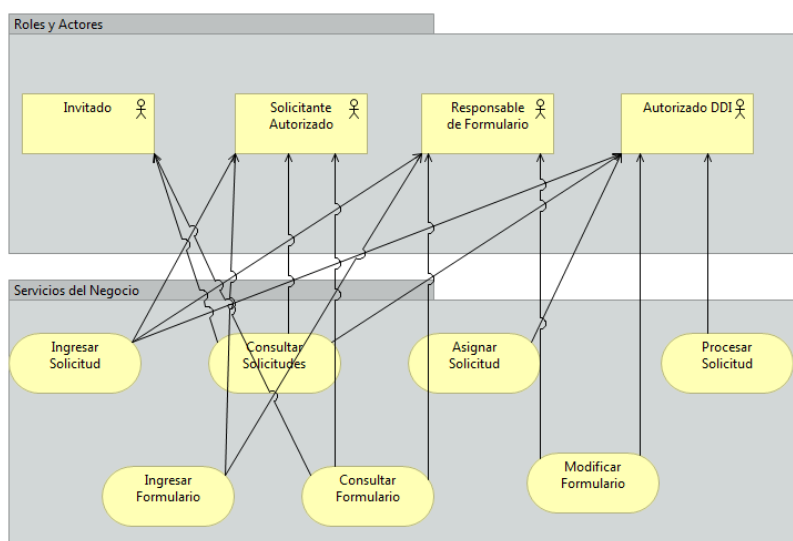 Roles y Actores
Invitado
Solicitante
Autorizado
Responsable
de Formulario
Autorizado DDI
Servicios del Negocio
Ingresar
Solicitud
Consultar
Solicitudes
Asignar
Solicitud
Procesar
Solicitud
Ingresar
Formulario
Consultar
Formulario
Modificar
Formulario